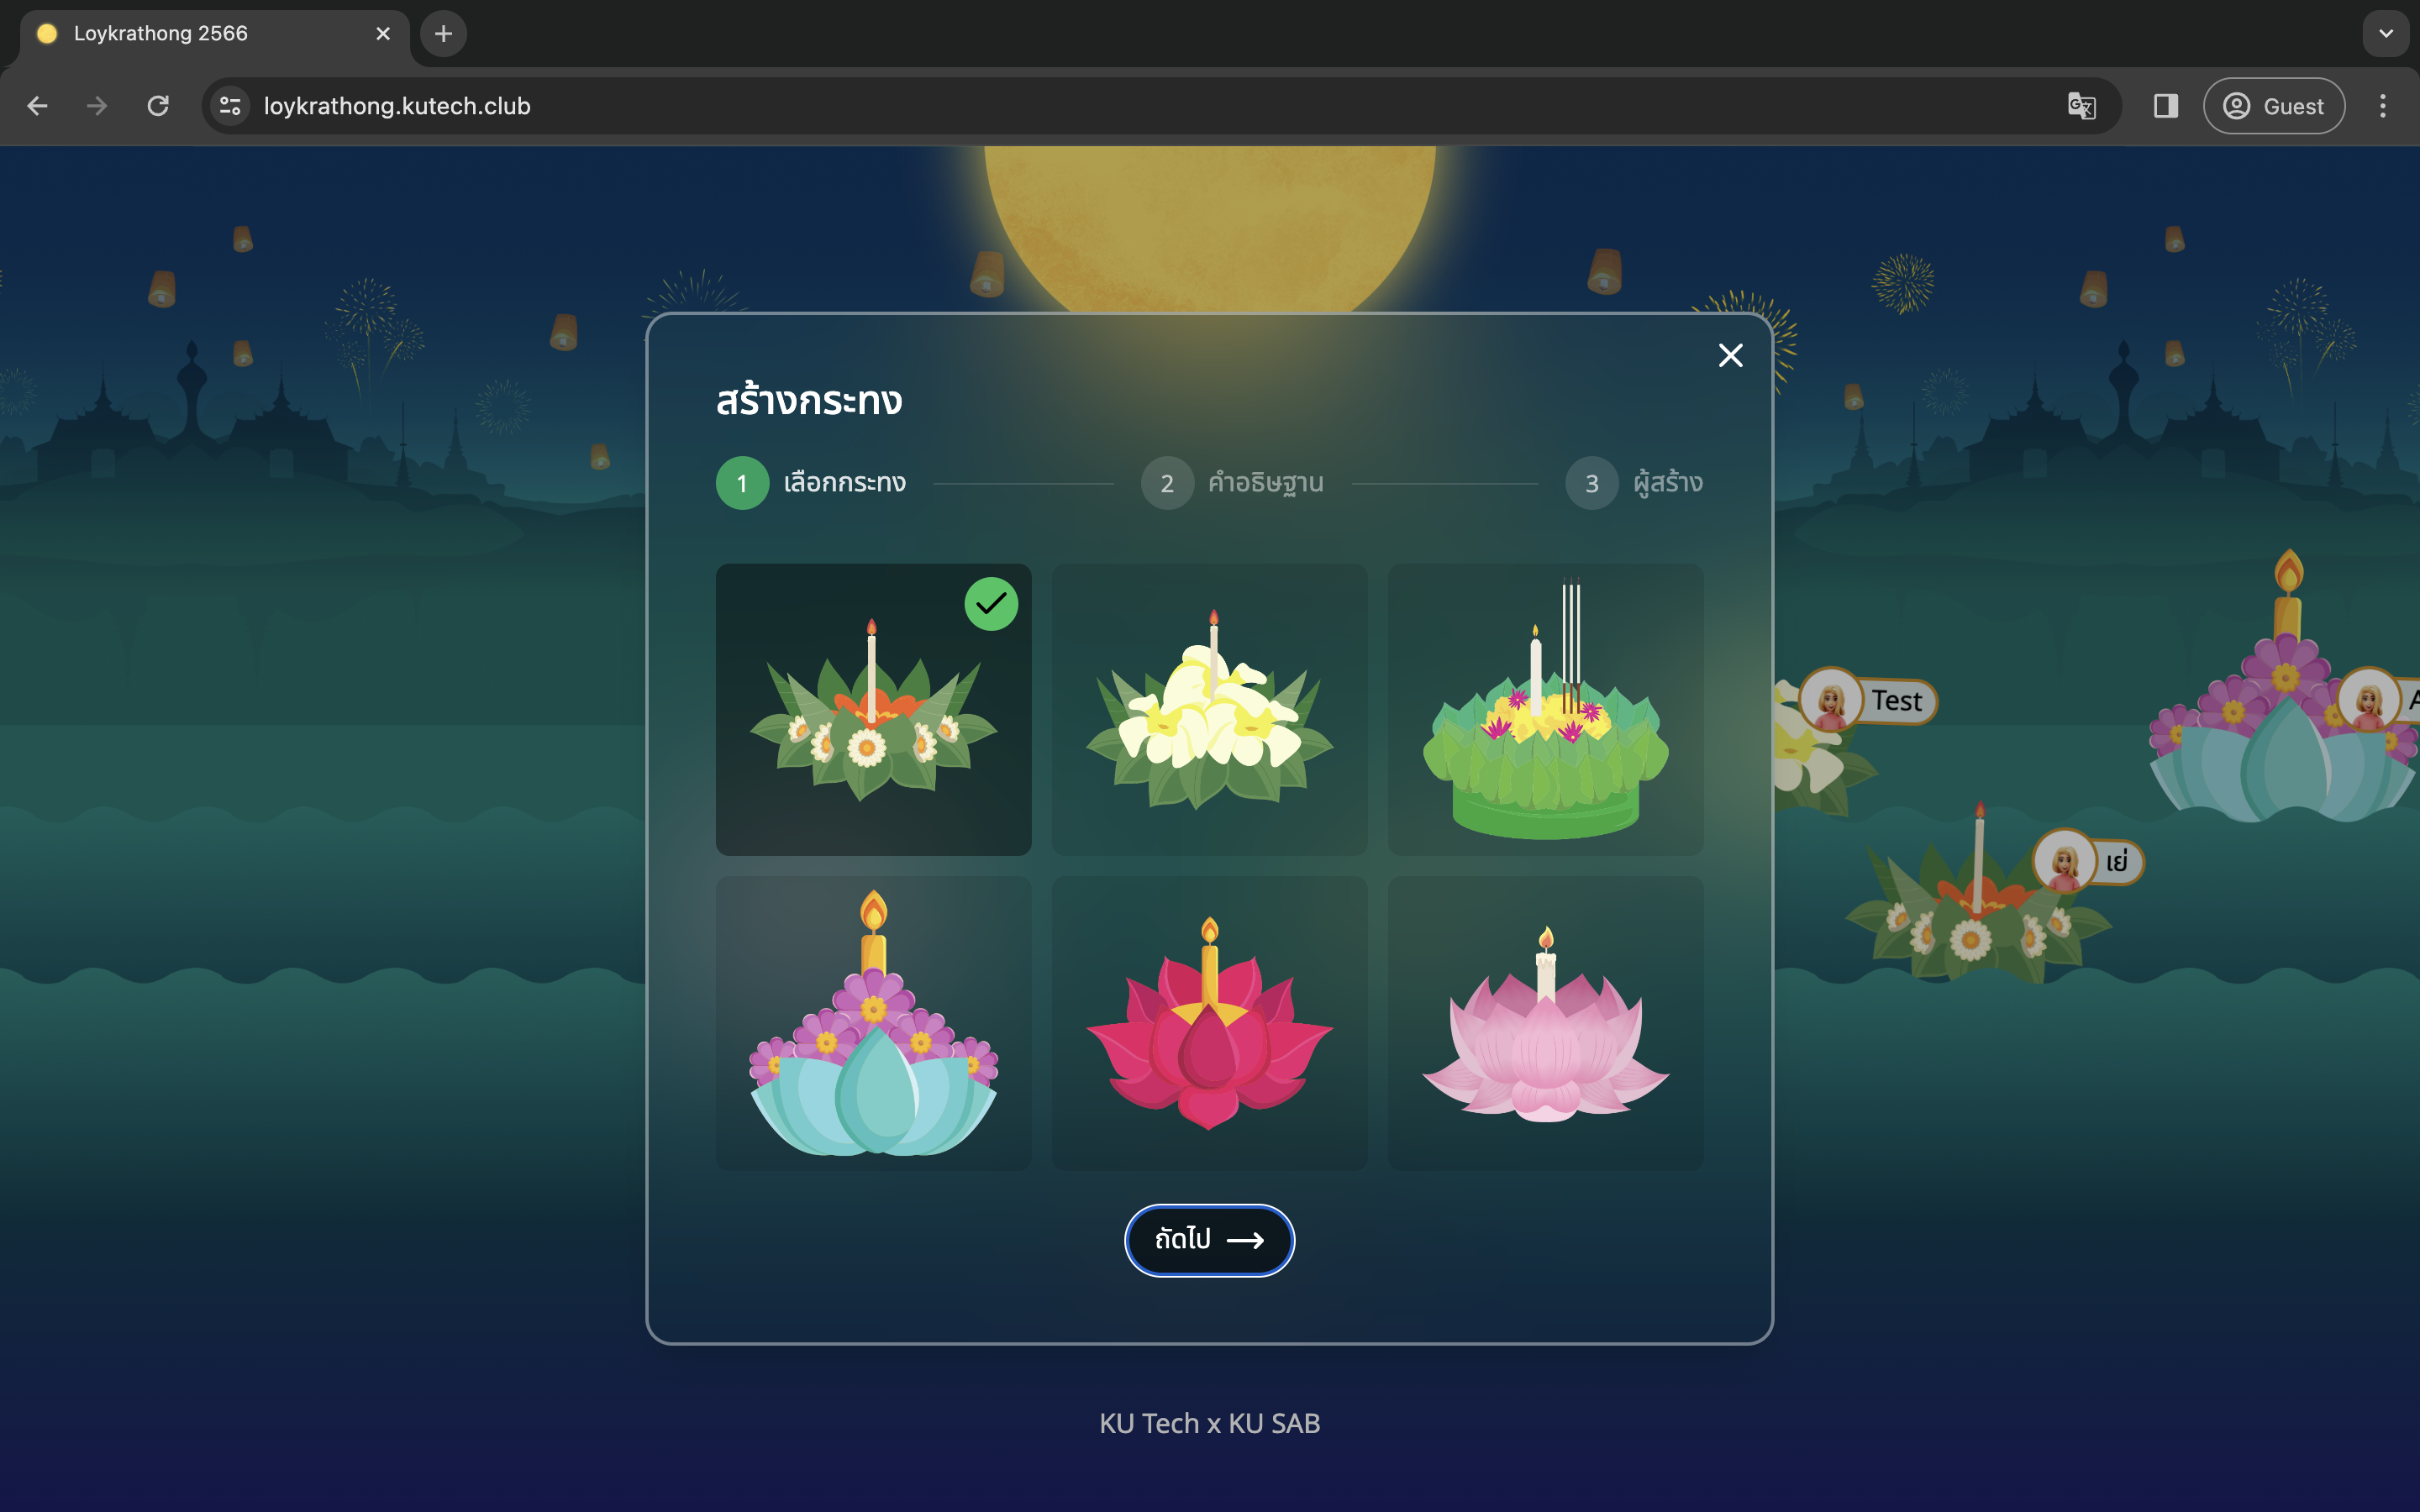 Loykrathong 2566
loykrathong.kutech.club
Guest
สร้างกระทง
1 เลือกกระทง
2 คำอธิษฐาน
3 ผู้สร้าง
Test
A
เย่
ถัดไป
KU Tech x KU SAB